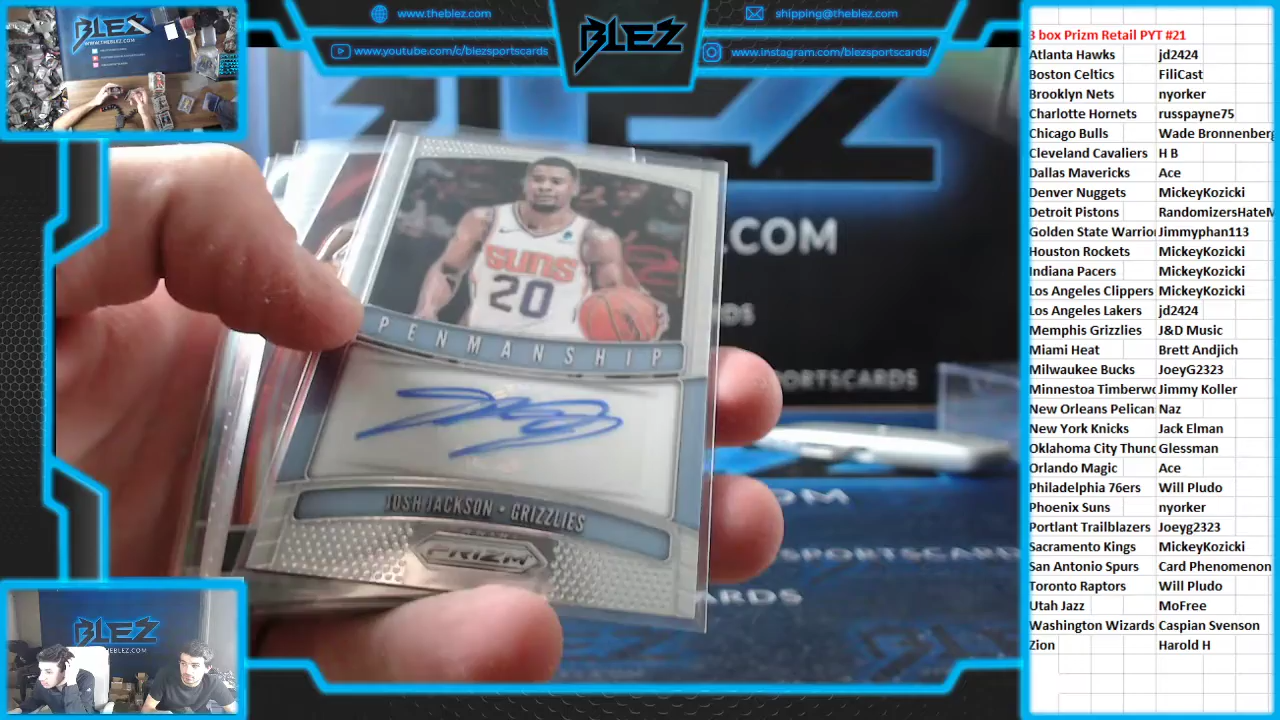 www.theblez.com
www.youtube.com/c/blezsportscards
BLEZ
shipping@theblez.com
www.instagram.com/blezsportscards/
BLEZ
.COM
SUNS
20
PENMANSHIP
JOSH JACKSON • GRIZZLIES
PRIZM
SPORTSCARDS
BLEZ
3 box Prizm Retail PYT #21
Atlanta Hawks jd2424
Boston Celtics FiliCast
Brooklyn Nets nyorker
Charlotte Hornets russpayne75
Chicago Bulls Wade Bronnenberg
Cleveland Cavaliers H B
Dallas Mavericks Ace
Denver Nuggets MickeyKozicki
Detroit Pistons RandomizersHateM
Golden State Warrio Jimmyphan113
Houston Rockets MickeyKozicki
Indiana Pacers MickeyKozicki
Los Angeles Clippers MickeyKozicki
Los Angeles Lakers jd2424
Memphis Grizzlies J&D Music
Miami Heat Brett Andjich
Milwaukee Bucks JoeyG2323
Minnestoa Timberwo Jimmy Koller
New Orleans Pelican Naz
New York Knicks Jack Elman
Oklahoma City Thund Glessman
Orlando Magic Ace
Philadelphia 76ers Will Pludo
Phoenix Suns nyorker
Portlant Trailblazers Joeyg2323
Sacramento Kings MickeyKozicki
San Antonio Spurs Card Phenomenon
Toronto Raptors Will Pludo
Utah Jazz MoFree
Washington Wizards Caspian Svenson
Zion Harold H